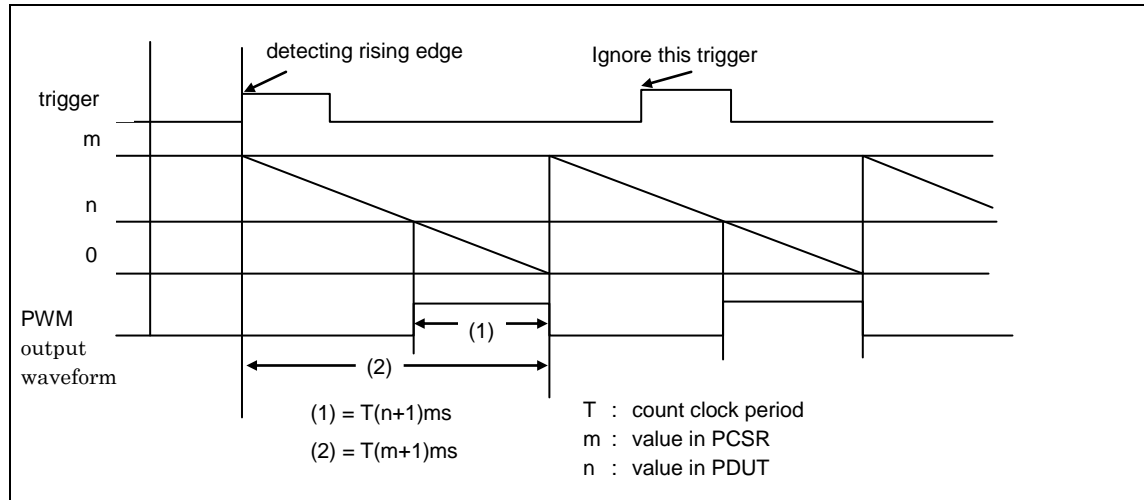 detecting rising edge
Ignore this trigger
trigger
m
n
0
PWM
output
waveform
(1)
(2)
(1) = T(n+1)ms
(2) = T(m+1)ms
T : count clock period
m : value in PCSR
n : value in PDUT